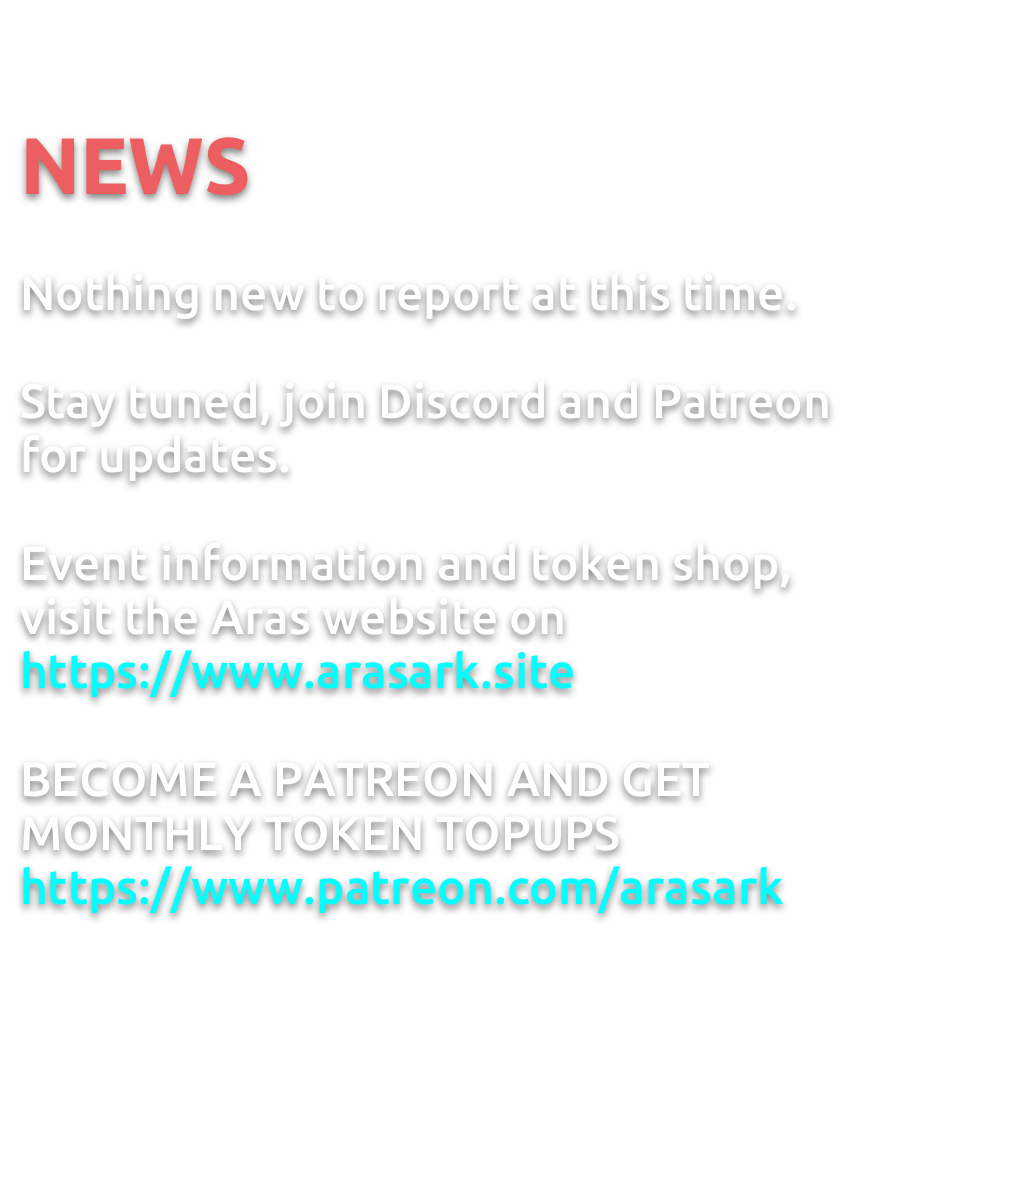 NEWS
Nothing new to report at this time.
Stay tuned, join Discord and Patreon
for updates.
Event information and token shop,
visit the Aras website on
https://www.arasark.site
BECOME A PATREON AND GET
MONTHLY TOKEN TOPUPS
https://www.patreon.com/arasark